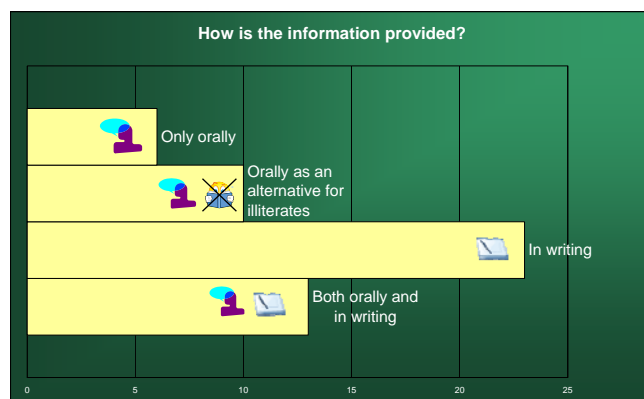 How is the information provided?
Only orally
Orally as an
alternative for
illiterates
In writing
Both orally and
in writing
0 5 10 15 20 25